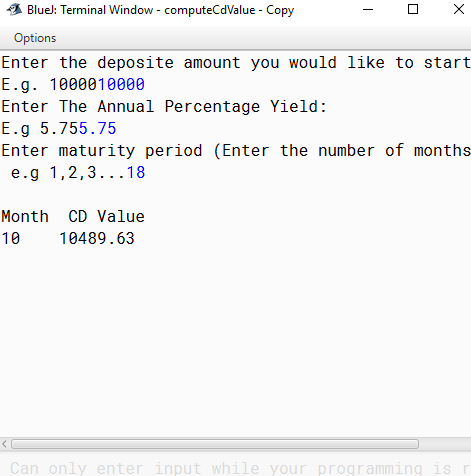 BlueJ: Terminal Window - computeCdValue - Copy
Options
Enter the deposite amount you would like to start
E.g. 1000010000
Enter The Annual Percentage Yield:
E.g 5.755.75
Enter maturity period (Enter the number of months
e.g 1,2,3...18
Month CD Value
10 10489.63
Can only enter input while your programming is r